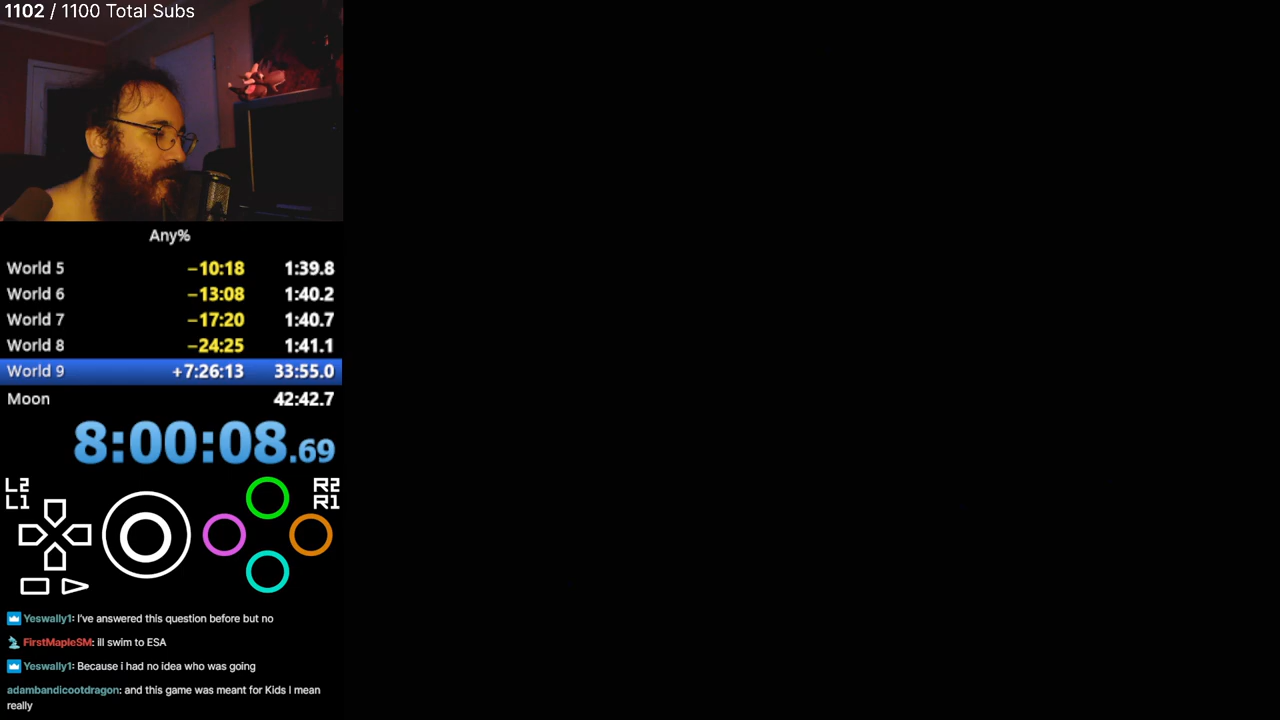 1102 / 1100 Total Subs
Any%
World 5 −10:18 1:39.8
World 6 −13:08 1:40.2
World 7 −17:20 1:40.7
World 8 −24:25 1:41.1
World 9 +7:26:13 33:55.0
Moon 42:42.7
8:00:08.69
L2 R2
L1 R1
Yeswally1: I've answered this question before but no
FirstMapleSM: ill swim to ESA
Yeswally1: Because i had no idea who was going
adambandicootdragon: and this game was meant for Kids I mean
really